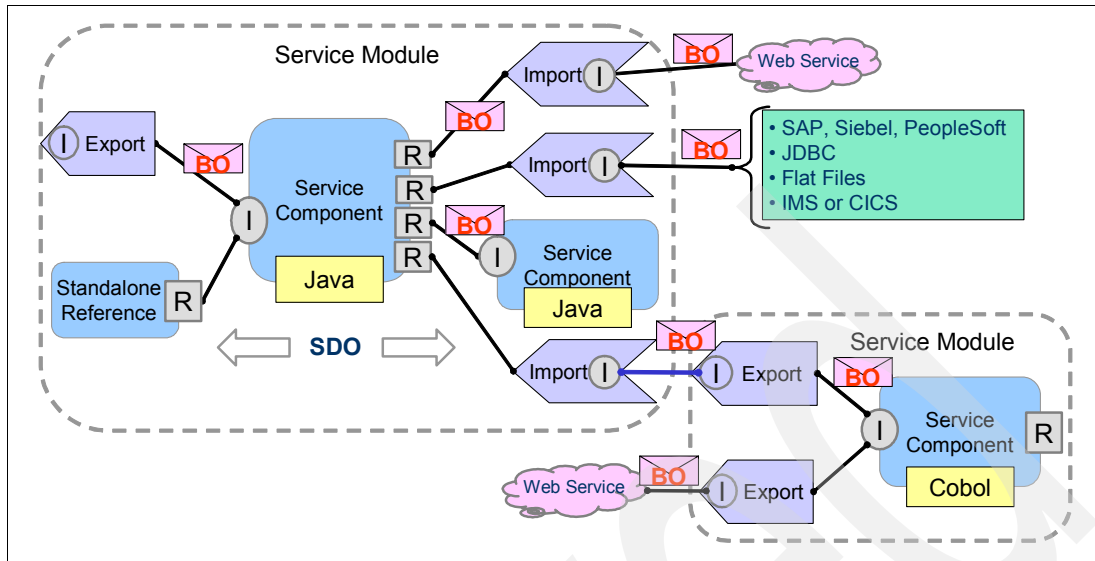 Service Module
I
Export
BO
I
Service
Component
Java
Standalone
Reference
R
SDO
R
R
R
R
BO
Import
I
BO
Web Service
Import
I
BO
• SAP, Siebel, PeopleSoft
• JDBC
• Flat Files
• IMS or CICS
BO
I
Service
Component
Java
Import
I
BO
Service Module
I
Export
BO
I
Service
Component
R
Cobol
Web Service
BO
I
Export